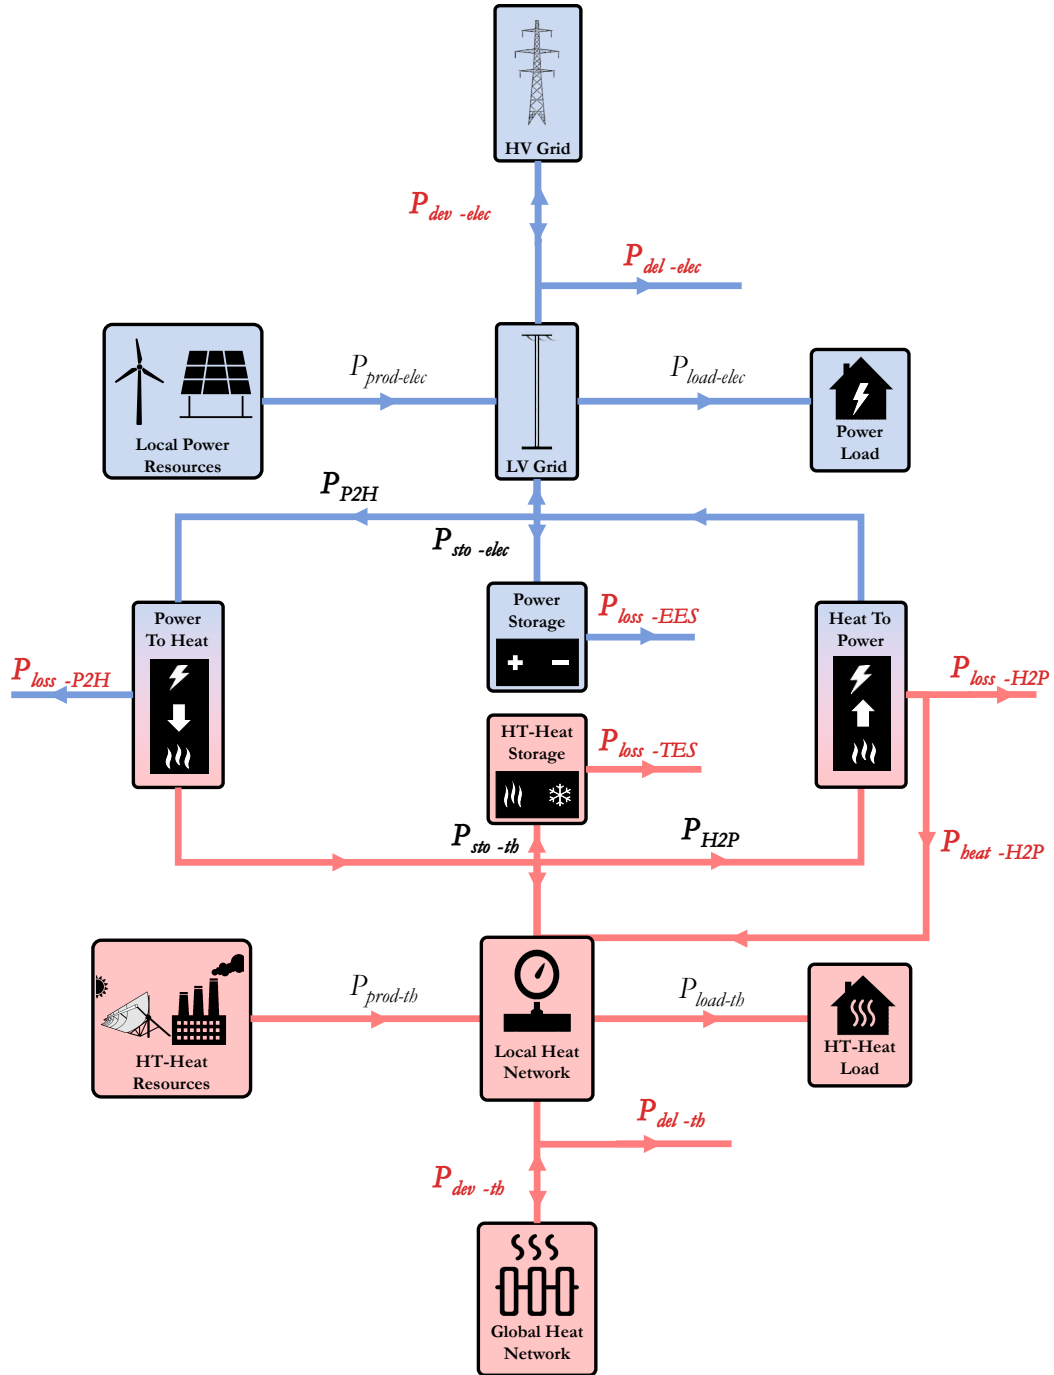 HV Grid
P dev -elec
P del -elec
P prod-elec
P load-elec
Local Power
Resources
LV Grid
Power
Load
P P2H
P sto -elec
Power
To Heat
Power
Storage
+ −
P loss -EES
Heat To
Power
P loss -P2H
P loss -H2P
HT-Heat
Storage
P loss -TES
P sto -th
P H2P
P heat -H2P
P prod-th
P load-th
HT-Heat
Resources
Local Heat
Network
HT-Heat
Load
P del -th
P dev -th
Global Heat
Network